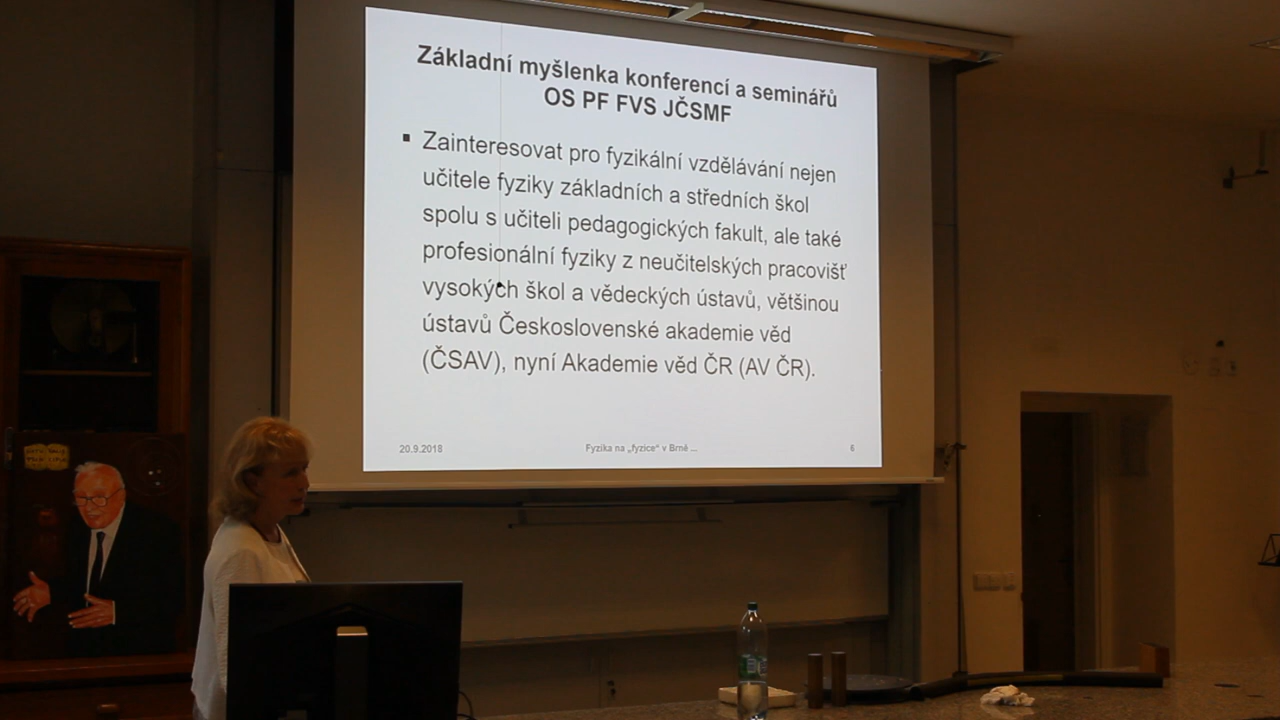 Základní myšlenka konferencí a seminářů
OS PF FVS JČSMF
▪ Zainteresovat pro fyzikální vzdělávání nejen
učitele fyziky základních a středních škol
spolu s učiteli pedagogických fakult, ale také
profesionální fyziky z neučitelských pracovišť
vysokých škol a vědeckých ústavů, většinou
ústavů Československé akademie věd
(ČSAV), nyní Akademie věd ČR (AV ČR).
20.9.2018 Fyzika na „fyzice“ v Brně ... 6